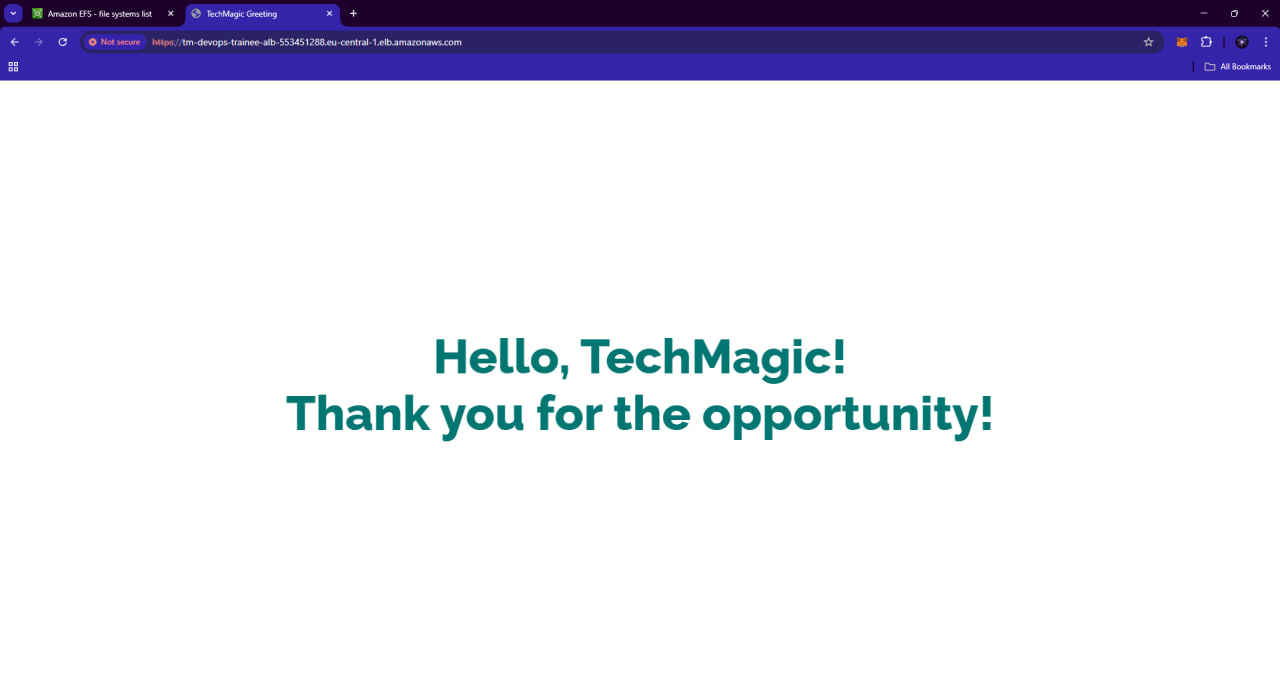 Amazon EFS - file systems list
TechMagic Greeting
Not secure
https://tm-devops-trainee-alb-553451288.eu-central-1.elb.amazonaws.com
All Bookmarks
Hello, TechMagic!
Thank you for the opportunity!